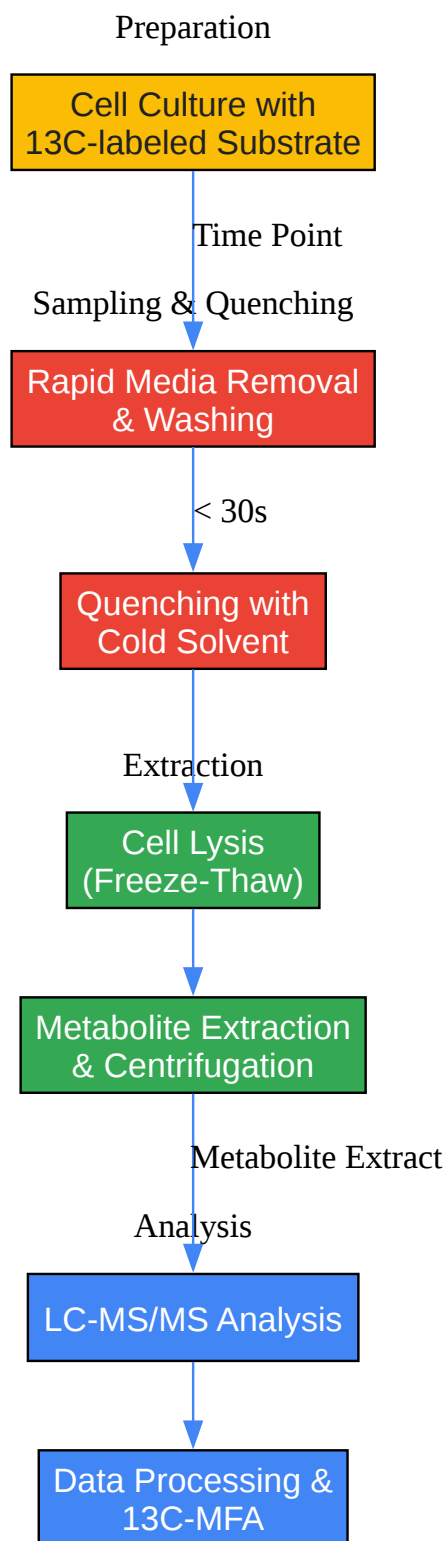 Preparation
Cell Culture with
13C-labeled Substrate
Time Point
Sampling & Quenching
Rapid Media Removal
& Washing
< 30s
Quenching with
Cold Solvent
Extraction
Cell Lysis
(Freeze-Thaw)
Metabolite Extraction
& Centrifugation
Metabolite Extract
Analysis
LC-MS/MS Analysis
Data Processing &
13C-MFA